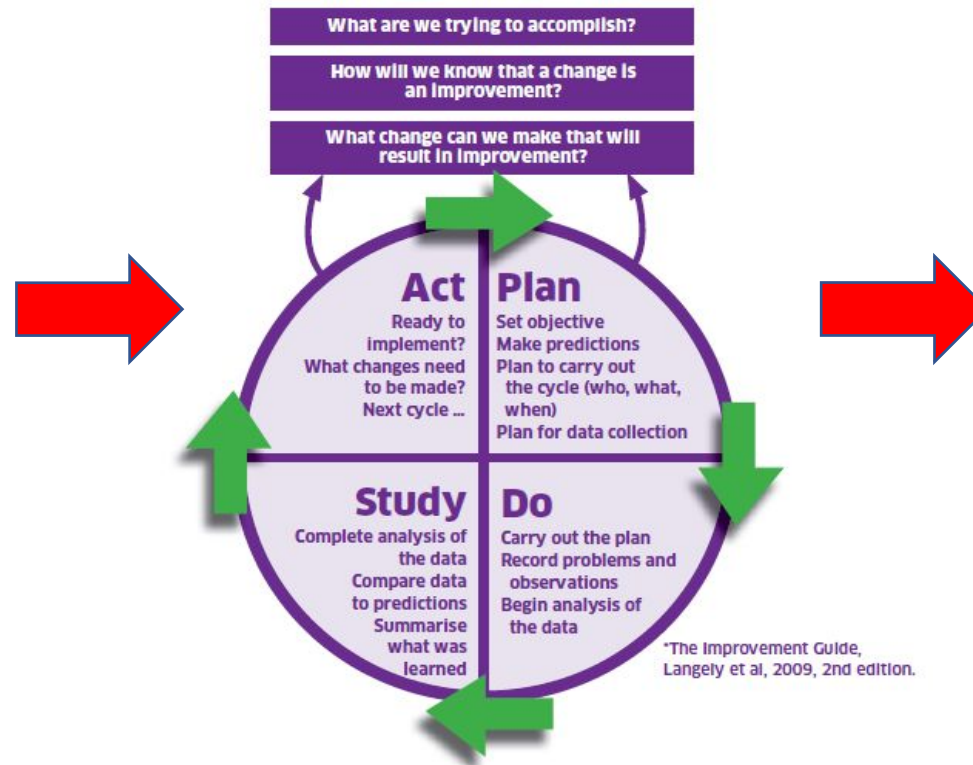 What are we trying to accomplish?
How will we know that a change is
an improvement?
What change can we make that will
result in improvement?
Act
Ready to
implement?
What changes need
to be made?
Next cycle ...
Plan
Set objective
Make predictions
Plan to carry out
the cycle (who, what,
when)
Plan for data collection
Study
Complete analysis of
the data
Compare data
to predictions
Summarise
what was
learned
Do
Carry out the plan
Record problems and
observations
Begin analysis of
the data
*The Improvement Guide,
Langely et al, 2009, 2nd edition.